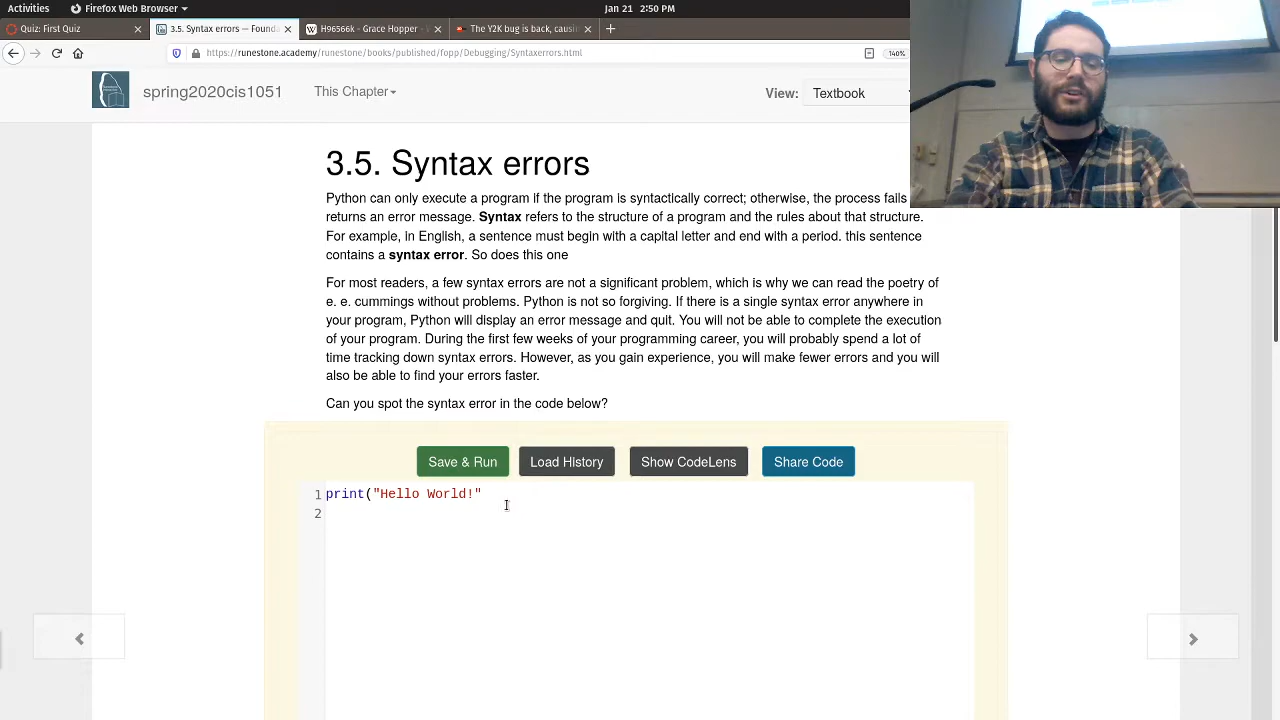 Activities Firefox Web Browser Jan 21 2:50 PM
Quiz: First Quiz 3.5. Syntax errors — Found H96566k - Grace Hopper - The Y2K bug is back, causin
https://runestone.academy/runestone/books/published/fopp/Debugging/Syntaxerrors.html 140%
spring2020cis1051 This Chapter View: Textbook
3.5. Syntax errors
Python can only execute a program if the program is syntactically correct; otherwise, the process fails
returns an error message. Syntax refers to the structure of a program and the rules about that structure.
For example, in English, a sentence must begin with a capital letter and end with a period. this sentence
contains a syntax error. So does this one
For most readers, a few syntax errors are not a significant problem, which is why we can read the poetry of
e. e. cummings without problems. Python is not so forgiving. If there is a single syntax error anywhere in
your program, Python will display an error message and quit. You will not be able to complete the execution
of your program. During the first few weeks of your programming career, you will probably spend a lot of
time tracking down syntax errors. However, as you gain experience, you will make fewer errors and you will
also be able to find your errors faster.
Can you spot the syntax error in the code below?
Save & Run Load History Show CodeLens Share Code
1 print("Hello World!"
2